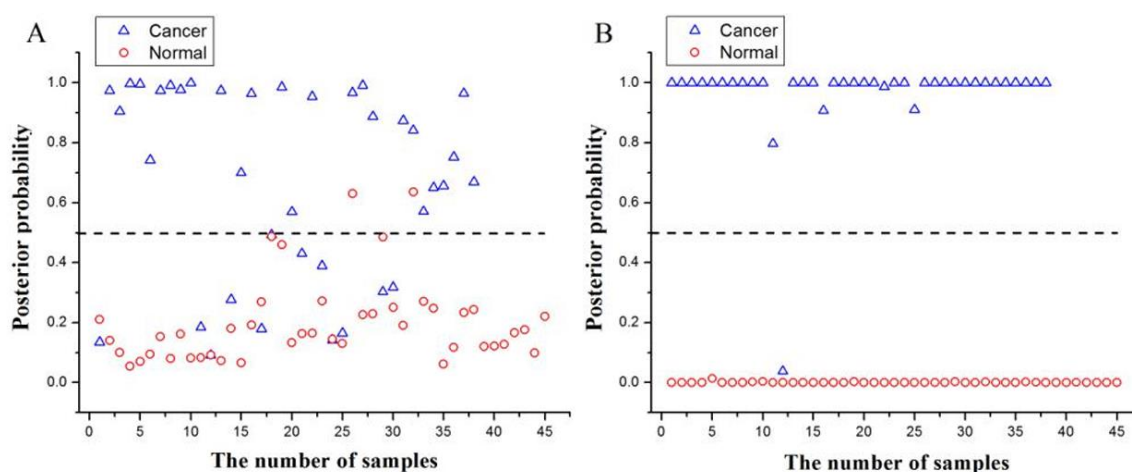 A
Cancer
Normal
Posterior probability
1.0
0.8
0.6
0.4
0.2
0.0
0 5 10 15 20 25 30 35 40 45
The number of samples
B
Cancer
Normal
Posterior probability
1.0
0.8
0.6
0.4
0.2
0.0
0 5 10 15 20 25 30 35 40 45
The number of samples